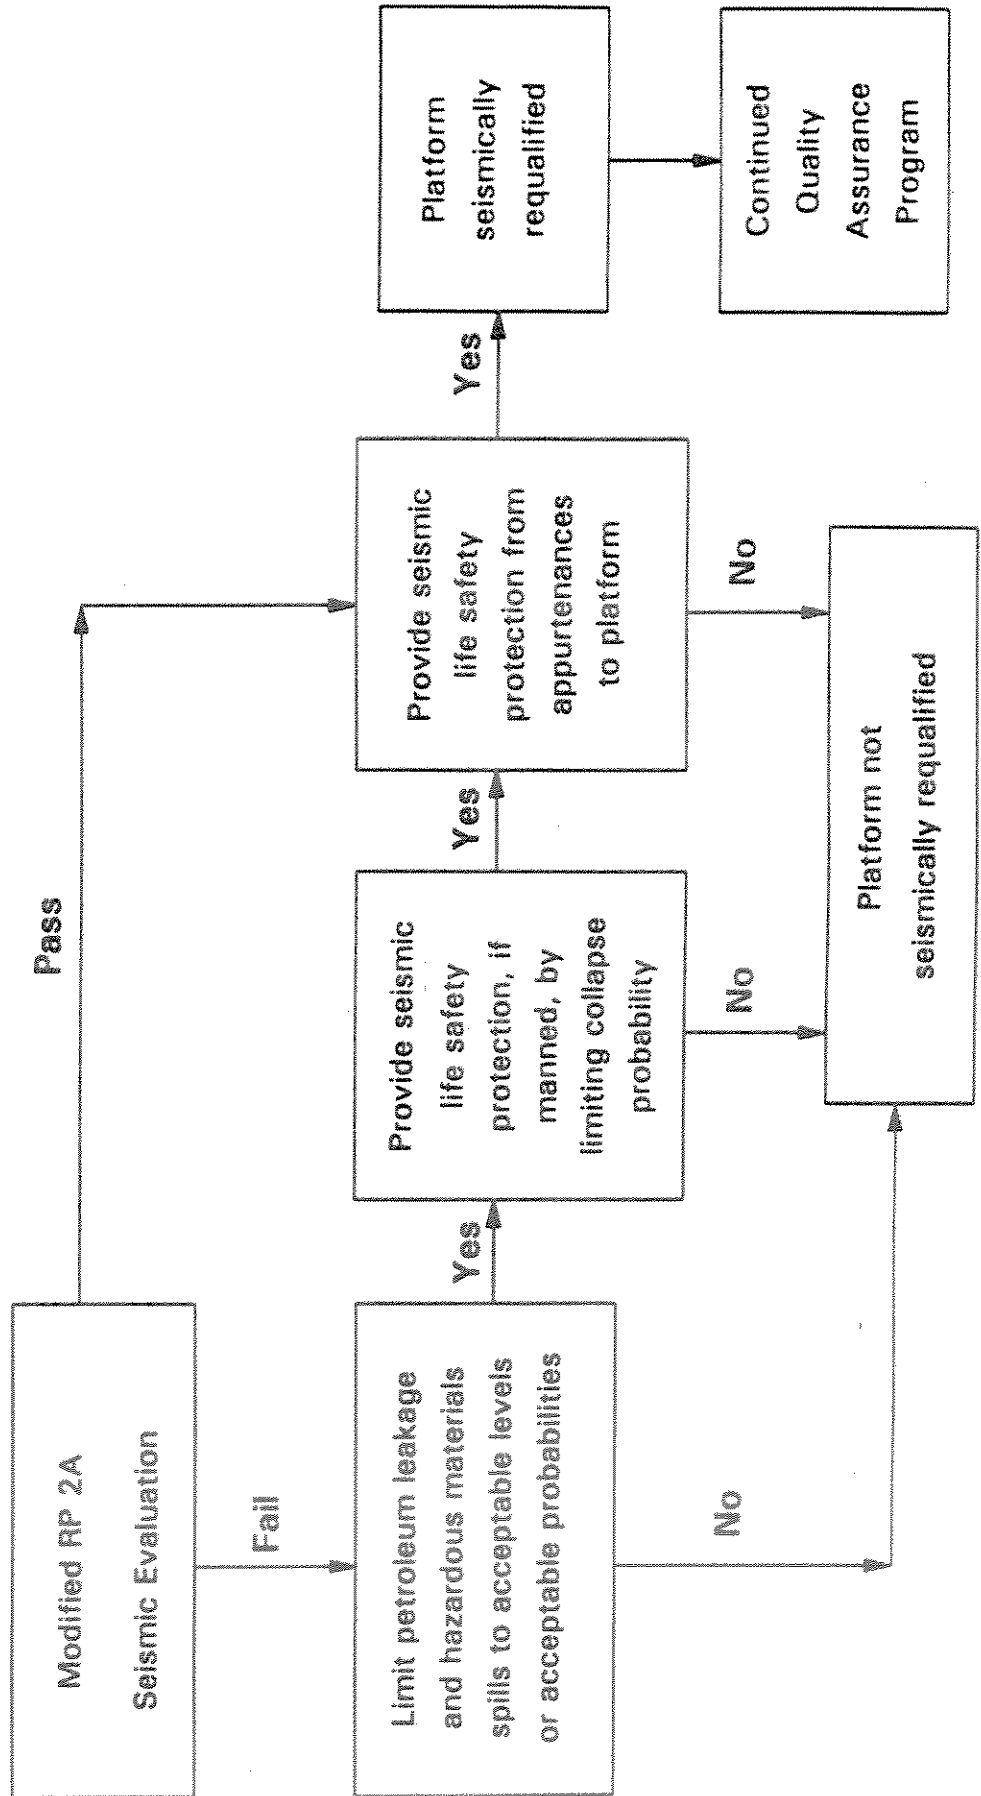 Modified RP 2A
Seismic Evaluation
Pass
Fail
Limit petroleum leakage
and hazardous materials
spills to acceptable levels
or acceptable probabilities
Yes
No
Provide seismic
life safety
protection, if
manned, by
limiting collapse
probability
Yes
No
Provide seismic
life safety
protection from
appurtenances
to platform
Yes
No
Platform
seismically
requalified
Continued
Quality
Assurance
Program
Platform not
seismically requalified